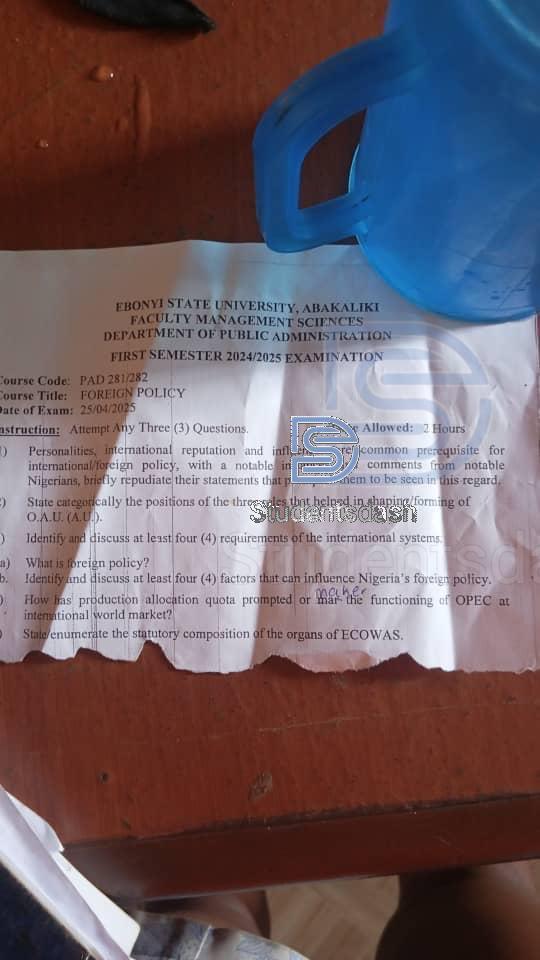 EBONYI STATE UNIVERSITY, ABAKALIKI
FACULTY MANAGEMENT SCIENCES
DEPARTMENT OF PUBLIC ADMINISTRATION
FIRST SEMESTER 2024/2025 EXAMINATION
Course Code: PAD 281/282
Course Title: FOREIGN POLICY
Date of Exam: 25/04/2025
Instruction: Attempt Any Three (3) Questions. Allowed: 2 Hours
) Personalities, international reputation and common prerequisite for
international/foreign policy, with a notable comments from notable
Nigerians, briefly repudiate their statements that them to be seen in this regard.
) State categorically the positions of the three that helped in shaping/forming of
O.A.U. (A.U.).
Studentsdash
) Identify and discuss at least four (4) requirements of the international systems.
a) What is foreign policy?
b. Identify and discuss at least four (4) factors that can influence Nigeria's foreign policy.
maker
) How has production allocation quota prompted or mar the functioning of OPEC at
international world market?
) State/enumerate the statutory composition of the organs of ECOWAS.